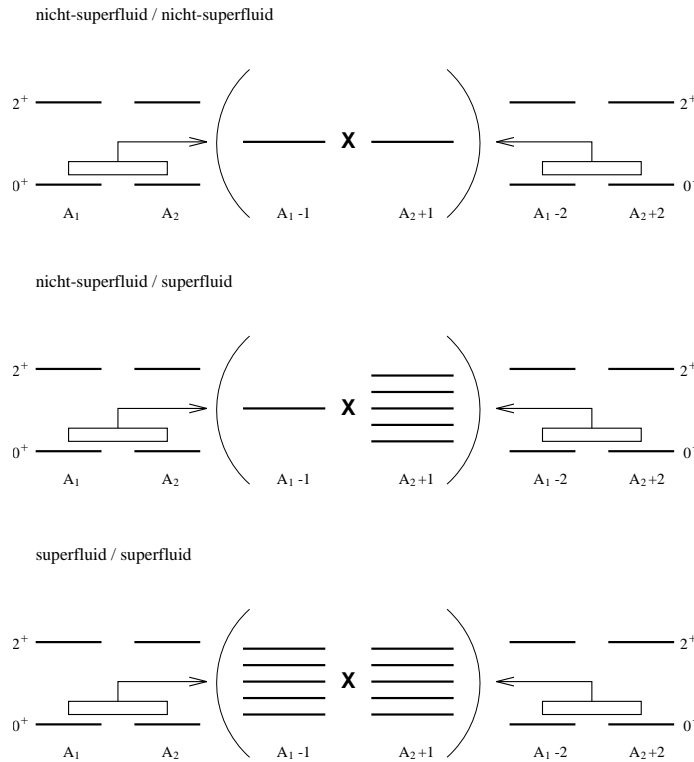 nicht-superfluid / nicht-superfluid
2⁺ 2⁺
X
0⁺ 0⁺
A₁ A₂ A₁-1 A₂+1 A₁-2 A₂+2
nicht-superfluid / superfluid
2⁺ 2⁺
X
0⁺ 0⁺
A₁ A₂ A₁-1 A₂+1 A₁-2 A₂+2
superfluid / superfluid
2⁺ 2⁺
X
0⁺ 0⁺
A₁ A₂ A₁-1 A₂+1 A₁-2 A₂+2